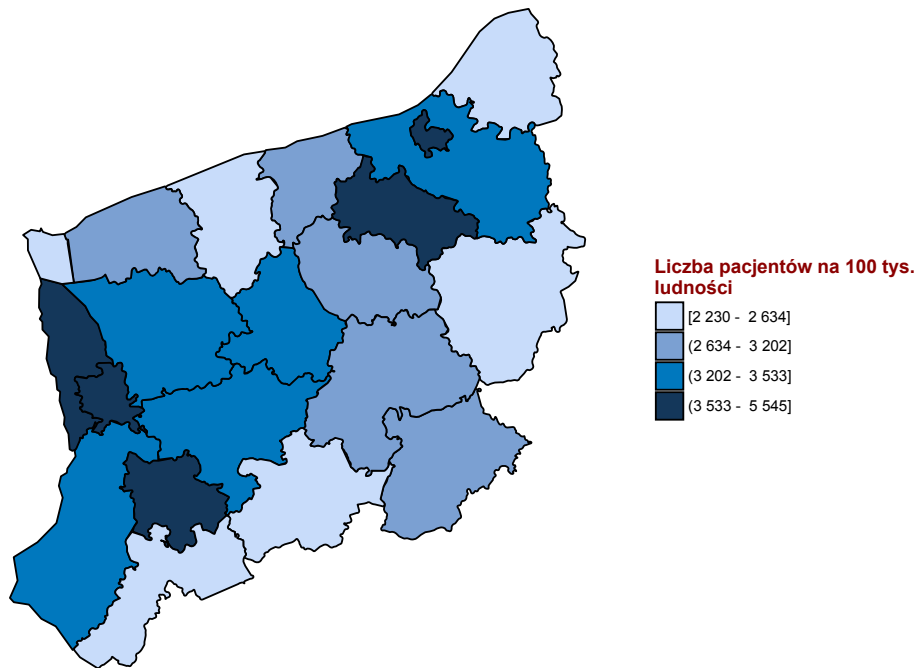 Liczba pacjentów na 100 tys.
ludności
[2 230 - 2 634]
(2 634 - 3 202]
(3 202 - 3 533]
(3 533 - 5 545]